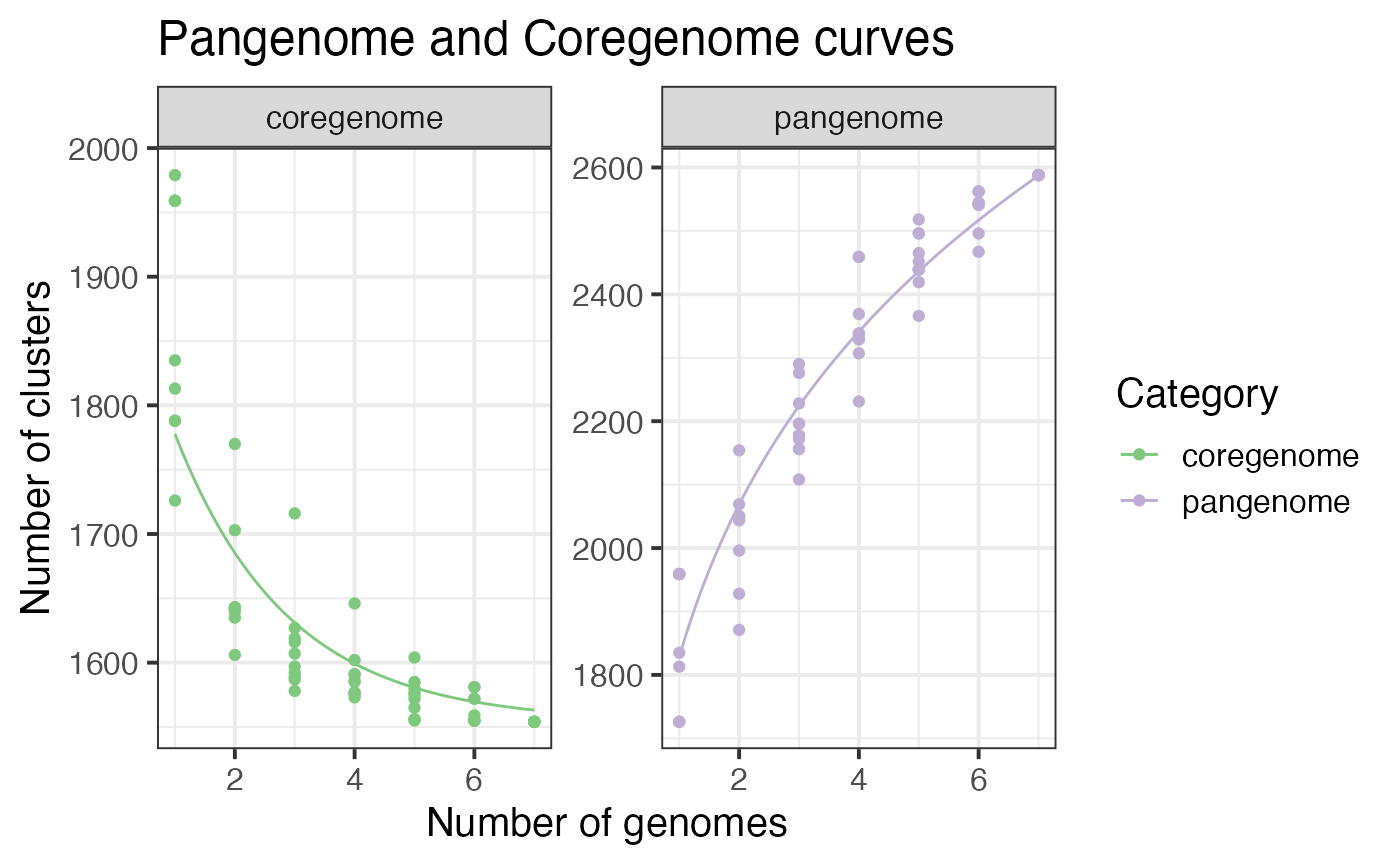 Pangenome and Coregenome curves
coregenome
pangenome
2000
1900
1800
1700
1600
2600
2400
2200
2000
1800
2 4 6
2 4 6
Number of clusters
Number of genomes
Category
coregenome
pangenome